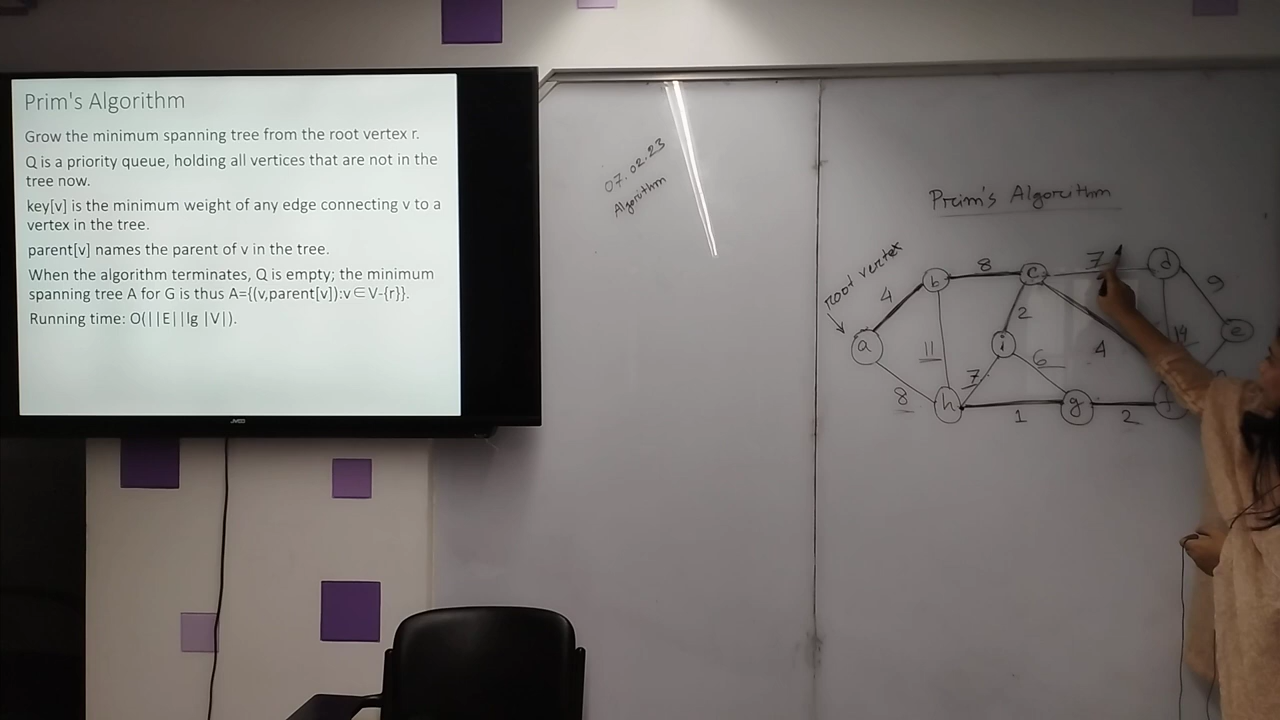 Prim's Algorithm
Grow the minimum spanning tree from the root vertex r.
Q is a priority queue, holding all vertices that are not in the
tree now.
key[v] is the minimum weight of any edge connecting v to a
vertex in the tree.
parent[v] names the parent of v in the tree.
When the algorithm terminates, Q is empty; the minimum
spanning tree A for G is thus A={(v,parent[v]):v∈V-{r}}.
Running time: O(||E||lg |V|).
JVCO
07.02.23
Algorithm
Prim's Algorithm
root vertex
a
b
c
d
e
f
g
h
i
4
8
7
9
11
2
4
14
6
7
8
1
2